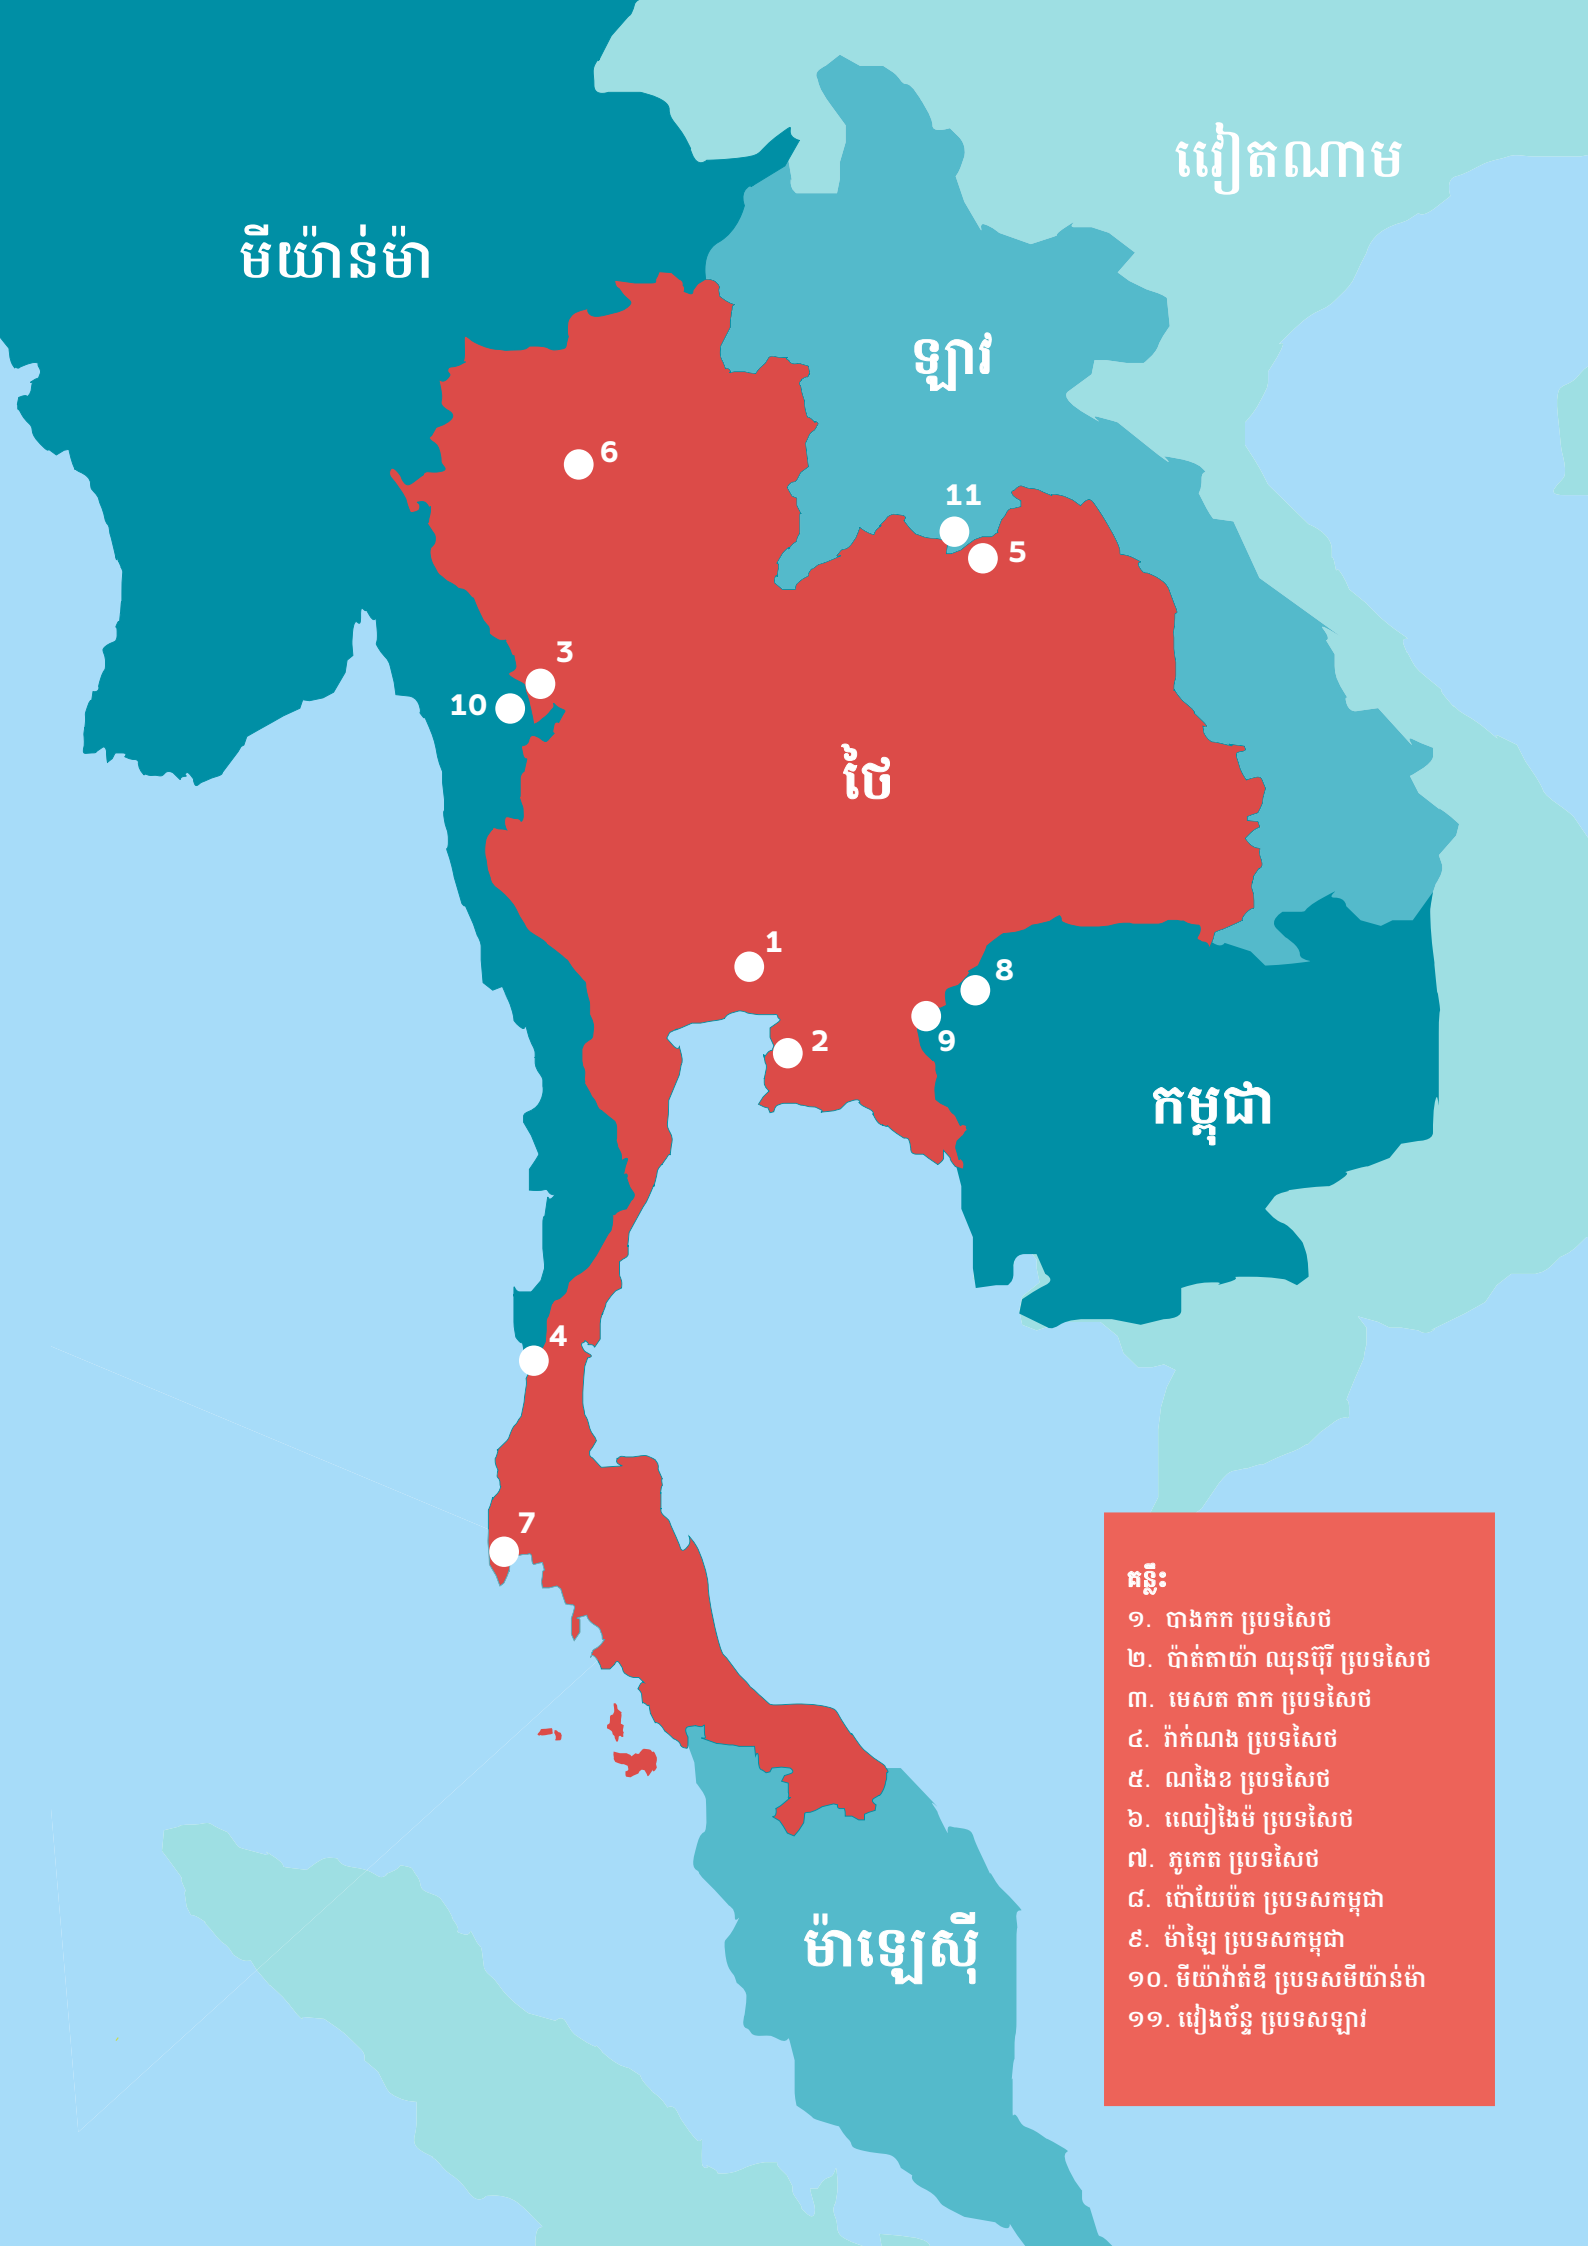 វៀតណាម
មីយ៉ាន់ម៉ា
ឡាវ
6
11
5
3
10
ថៃ
1
8
9
2
កម្ពុជា
4
7
គន្លឹះ
១. បាងកក ប្រទេសថៃ
២. ប៉ាត់តាយ៉ា ឈុនប៊ុរី ប្រទេសថៃ
៣. មេសត តាក ប្រទេសថៃ
៤. រ៉ាក់ណង ប្រទេសថៃ
៥. ណងខៃ ប្រទេសថៃ
៦. ឈៀងម៉ៃ ប្រទេសថៃ
៧. ភូកេត ប្រទេសថៃ
៨. ប៉ោយប៉ែត ប្រទេសកម្ពុជា
៩. ម៉ាឡៃ ប្រទេសកម្ពុជា
១០. មីយ៉ាវ៉ាត់ឌី ប្រទេសមីយ៉ាន់ម៉ា
១១. វៀងច័ន្ទ ប្រទេសឡាវ
ម៉ាឡេស៊ី